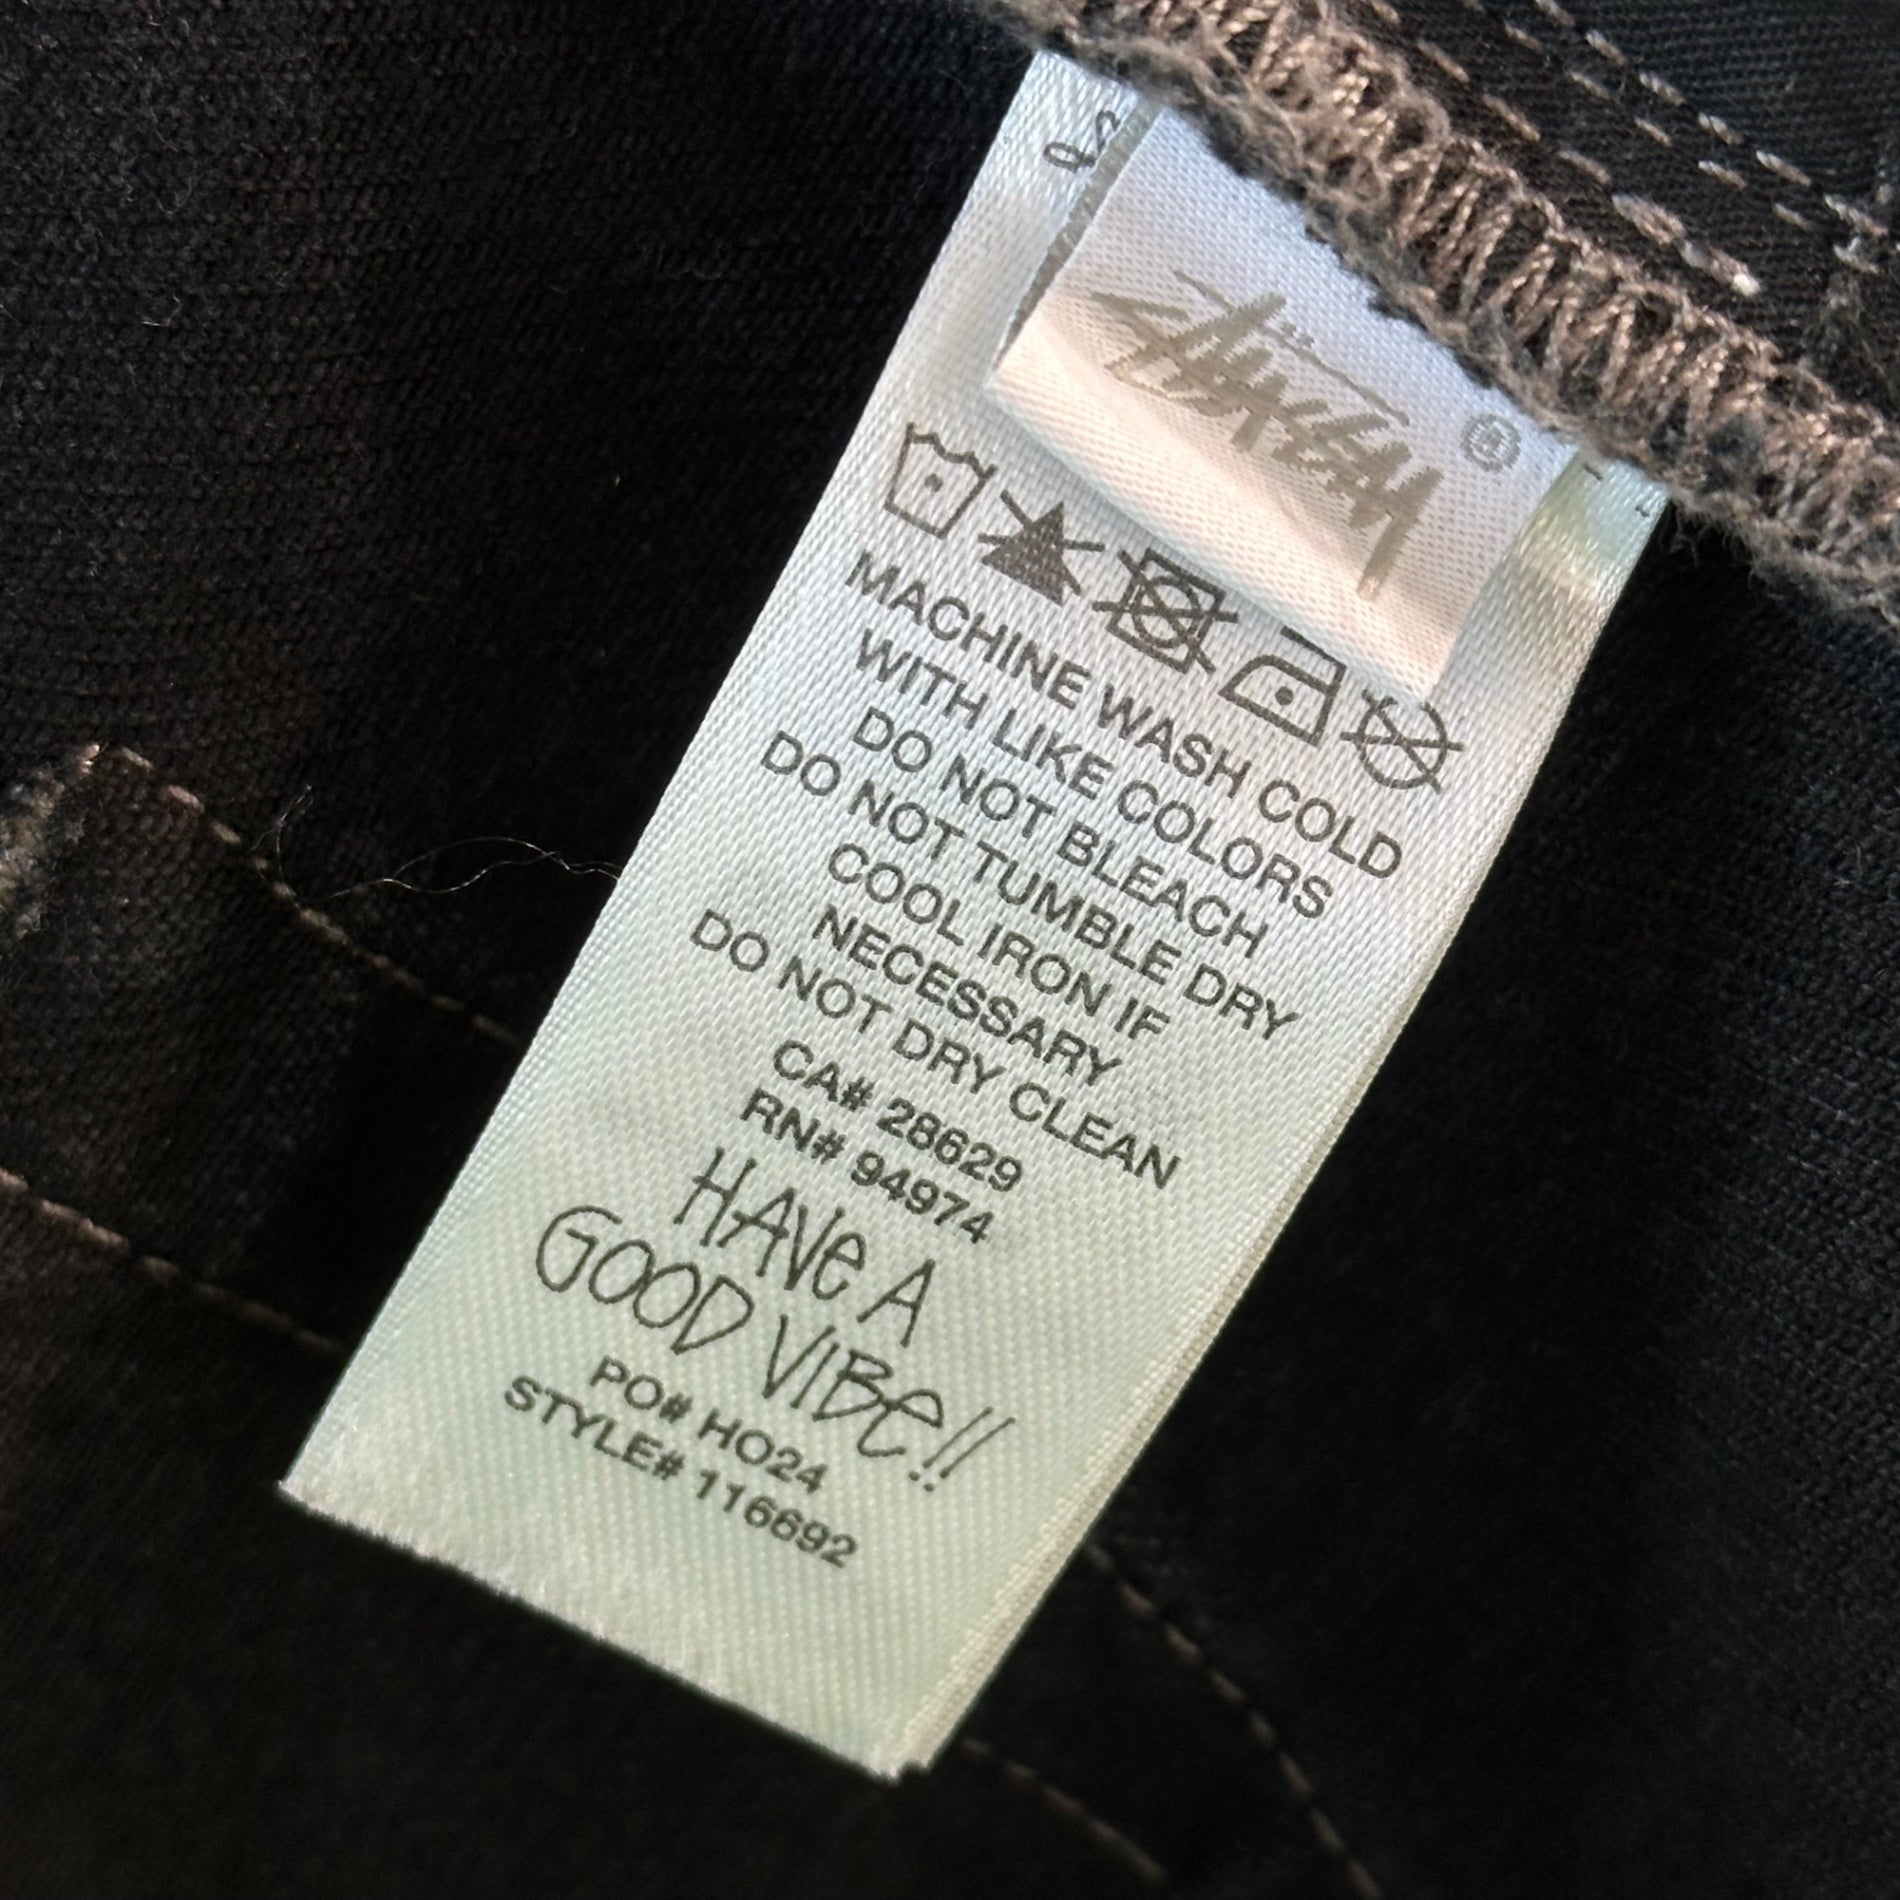 Stüssy ®
MACHINE WASH COLD
WITH LIKE COLORS
DO NOT BLEACH
DO NOT TUMBLE DRY
COOL IRON IF
NECESSARY
DO NOT DRY CLEAN
CA# 28629
RN# 94974
HAVe A
GOOD VIBe!!
PO# HO24
STYLE# 116692